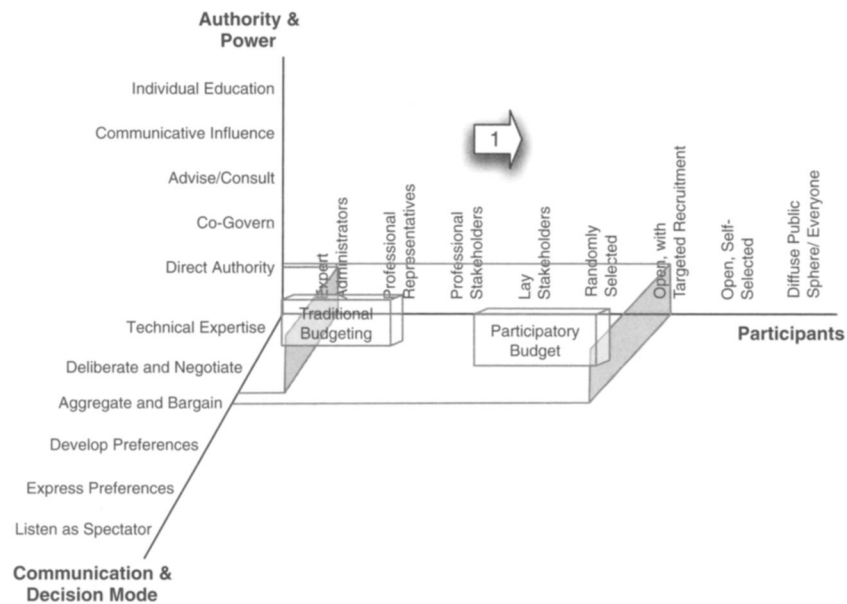 Authority &
Power
Individual Education
Communicative Influence
1
Advise/Consult
Co-Govern
Direct Authority
Expert
Administrators
Professional
Representatives
Professional
Stakeholders
Lay
Stakeholders
Randomly
Selected
Open, with
Targeted Recruitment
Open, Self-
Selected
Diffuse Public
Sphere/ Everyone
Technical Expertise
Traditional
Budgeting
Participatory
Budget
Participants
Deliberate and Negotiate
Aggregate and Bargain
Develop Preferences
Express Preferences
Listen as Spectator
Communication &
Decision Mode